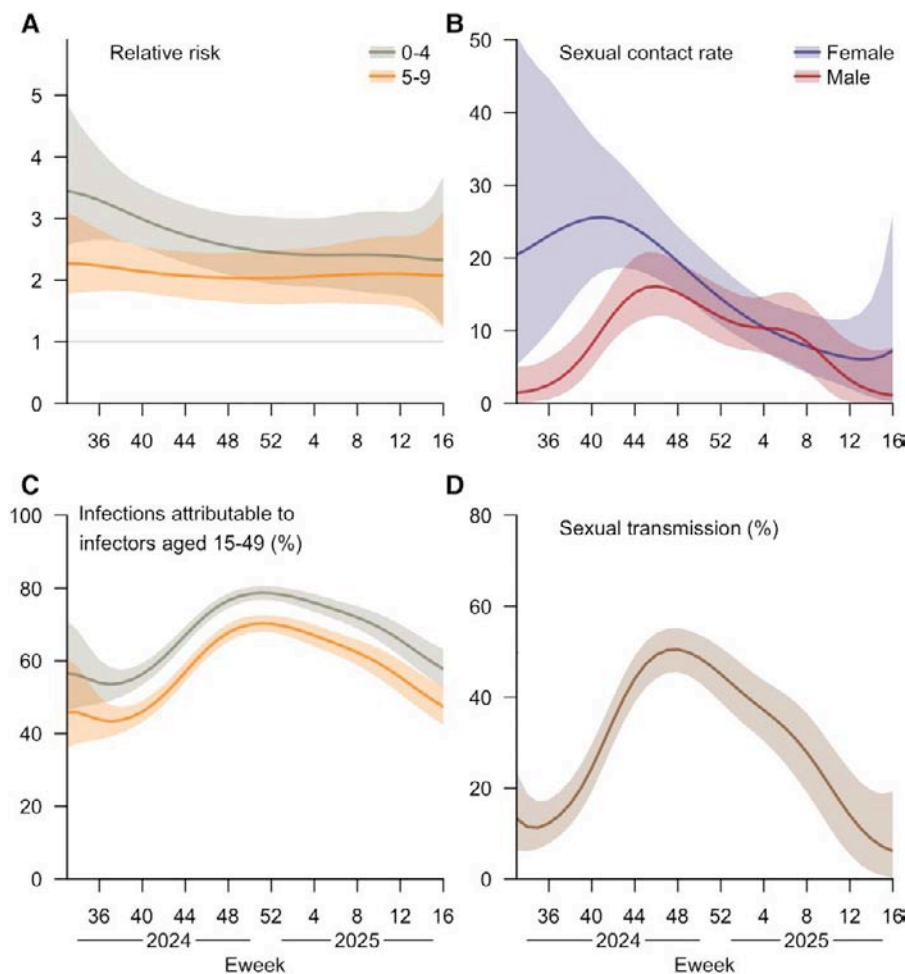 A
Relative risk
0-4
5-9
5
4
3
2
1
0
36 40 44 48 52 4 8 12 16
B
Sexual contact rate
Female
Male
50
40
30
20
10
0
36 40 44 48 52 4 8 12 16
C
Infections attributable to
infectors aged 15-49 (%)
100
80
60
40
20
0
36 40 44 48 52 4 8 12 16
2024 2025
Eweek
D
Sexual transmission (%)
80
60
40
20
0
36 40 44 48 52 4 8 12 16
2024 2025
Eweek